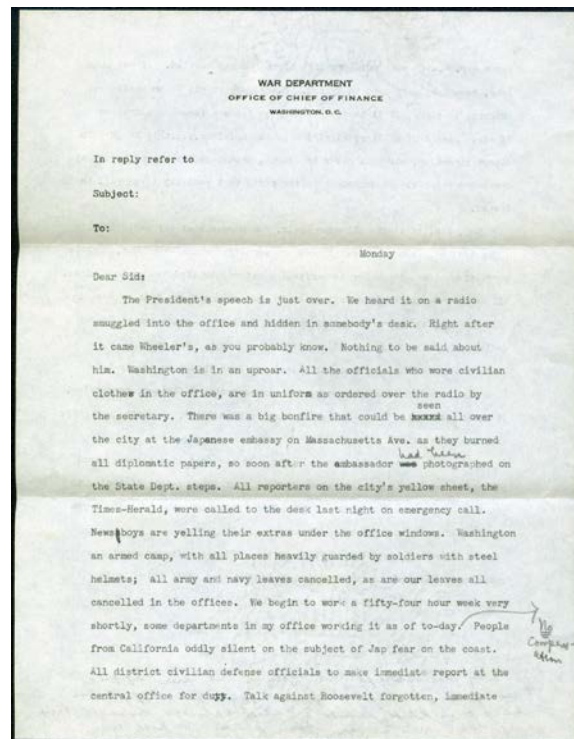 WAR DEPARTMENT
OFFICE OF CHIEF OF FINANCE
WASHINGTON, D. C.
In reply refer to
Subject:
To:
Monday
Dear Sid:
The President's speech is just over. We heard it on a radio
smuggled into the office and hidden in somebody's desk. Right after
it came Wheeler's, as you probably know. Nothing to be said about
him. Washington is in an uproar. All the officials who wore civilian
clothes in the office, are in uniform as ordered over the radio by
the secretary. There was a big bonfire that could be seen all over
the city at the Japanese embassy on Massachusetts Ave. as they burned
all diplomatic papers, so soon after the ambassador had been photographed on
the State Dept. steps. All reporters on the city's yellow sheet, the
Times-Herald, were called to the desk last night on emergency call.
Newsboys are yelling their extras under the office windows. Washington
an armed camp, with all places heavily guarded by soldiers with steel
helmets; all army and navy leaves cancelled, as are our leaves all
cancelled in the offices. We begin to work a fifty-four hour week very
shortly, some departments in my office working it as of to-day. People
No
Compens-
ation
from California oddly silent on the subject of Jap fear on the coast.
All district civilian defense officials to make immediate report at the
central office for duty. Talk against Roosevelt forgotten, immediate